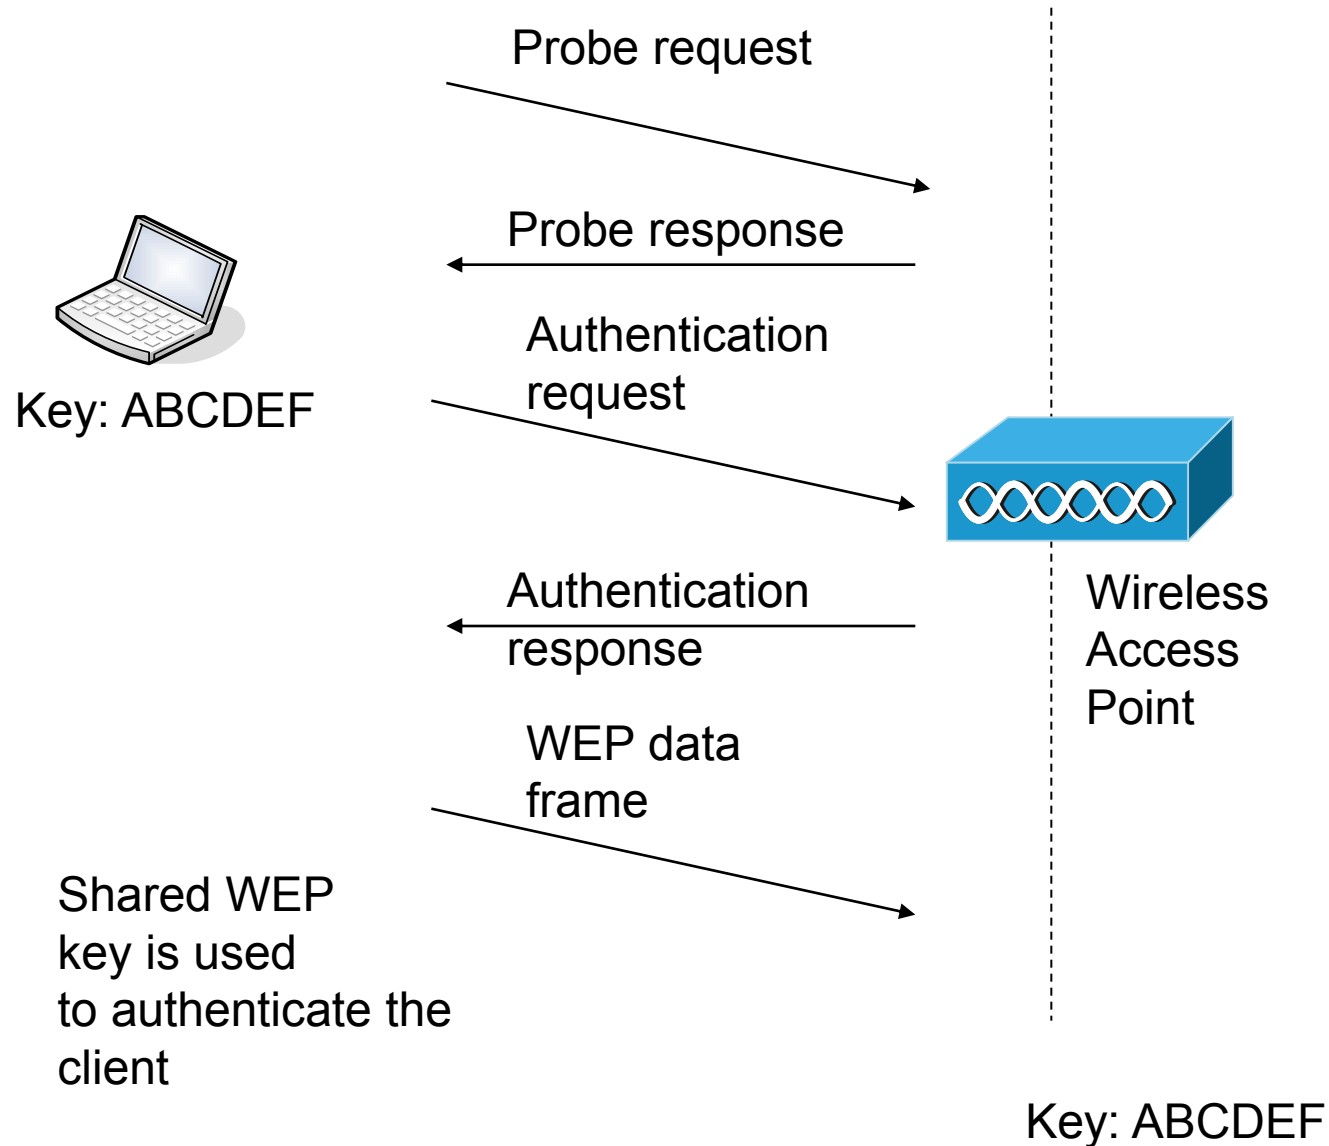 Probe request
Probe response
Authentication
request
Key: ABCDEF
Authentication
response
Wireless
Access
Point
WEP data
frame
Shared WEP
key is used
to authenticate the
client
Key: ABCDEF